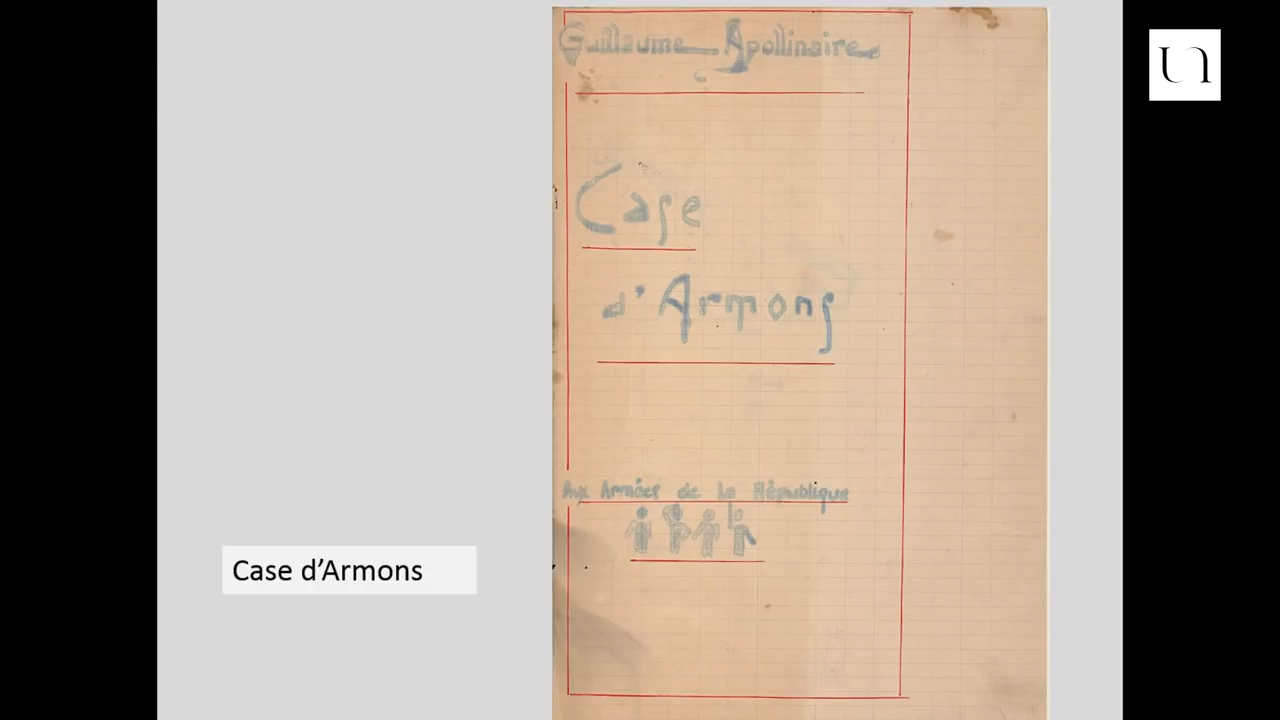 Guillaume Apollinaire
Case
d'Armons
Aux Armées de la République
Case d’Armons